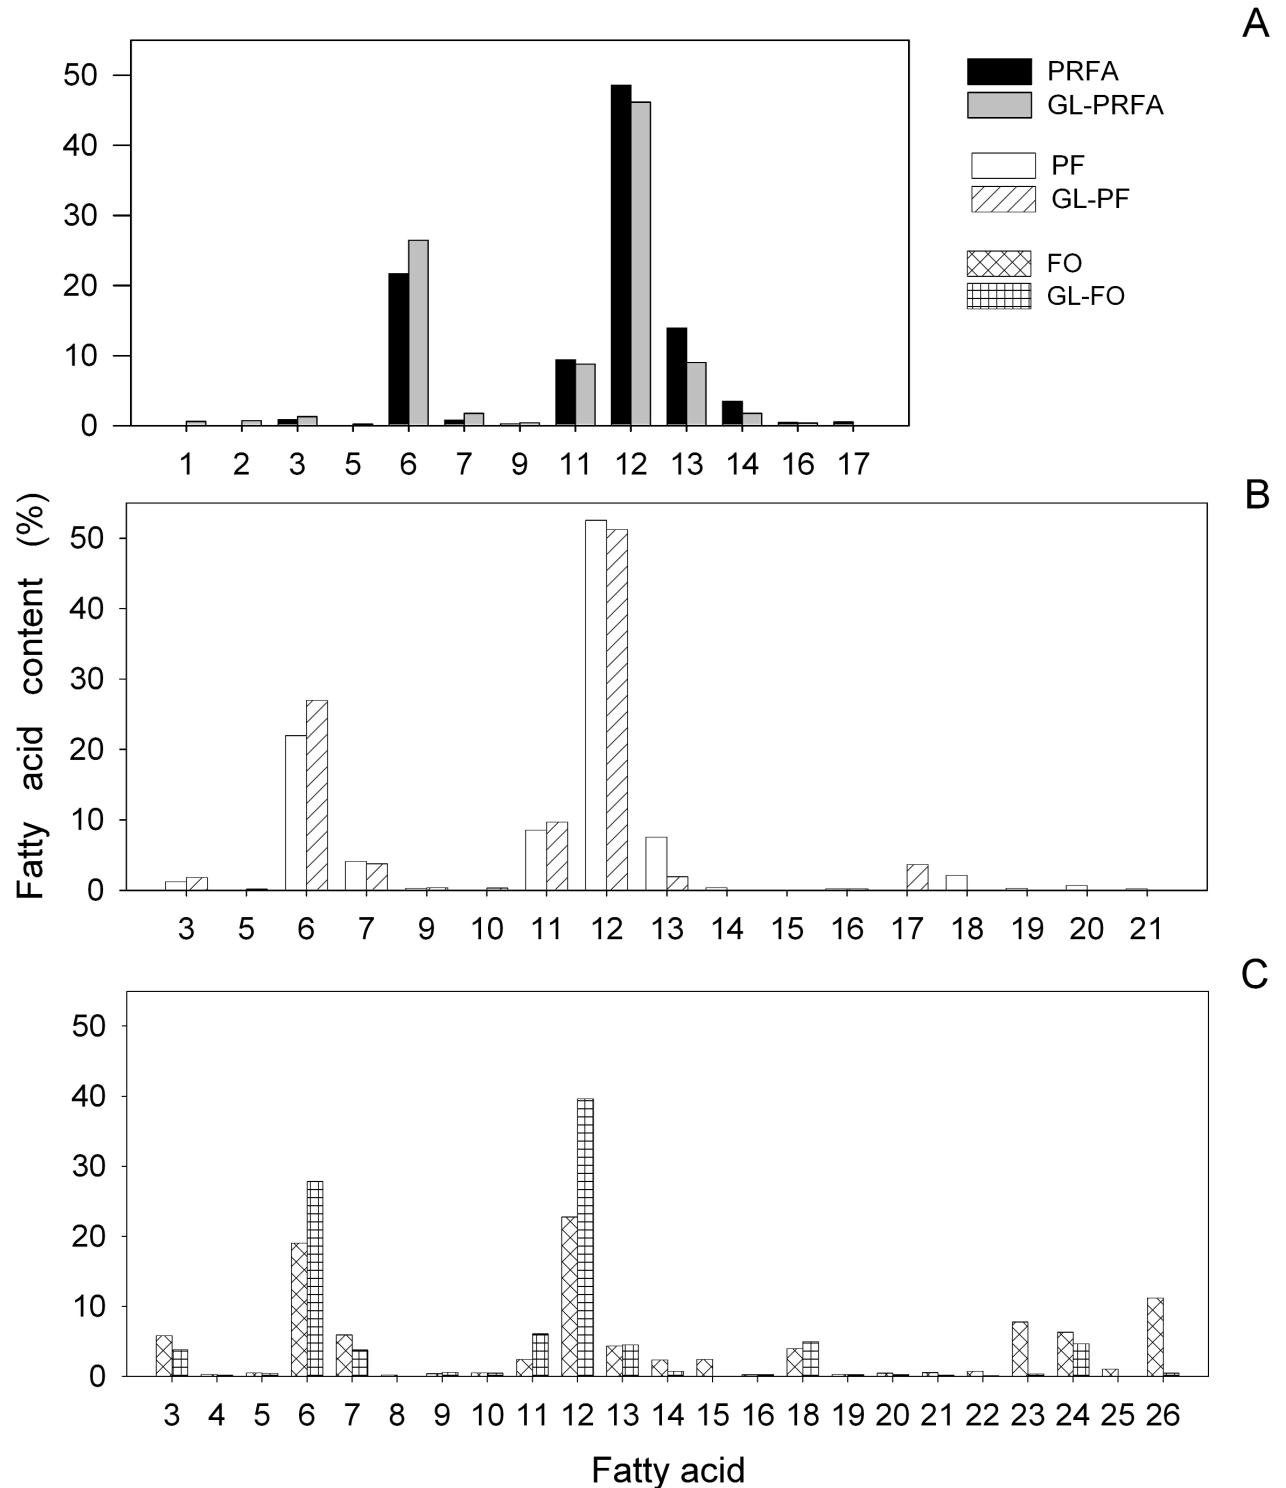 A
PRFA
GL-PRFA
PF
GL-PF
FO
GL-FO
50
40
30
20
10
0
1 2 3 5 6 7 9 11 12 13 14 16 17
B
Fatty acid content (%)
50
40
30
20
10
0
3 5 6 7 9 10 11 12 13 14 15 16 17 18 19 20 21
C
50
40
30
20
10
0
3 4 5 6 7 8 9 10 11 12 13 14 15 16 18 19 20 21 22 23 24 25 26
Fatty acid